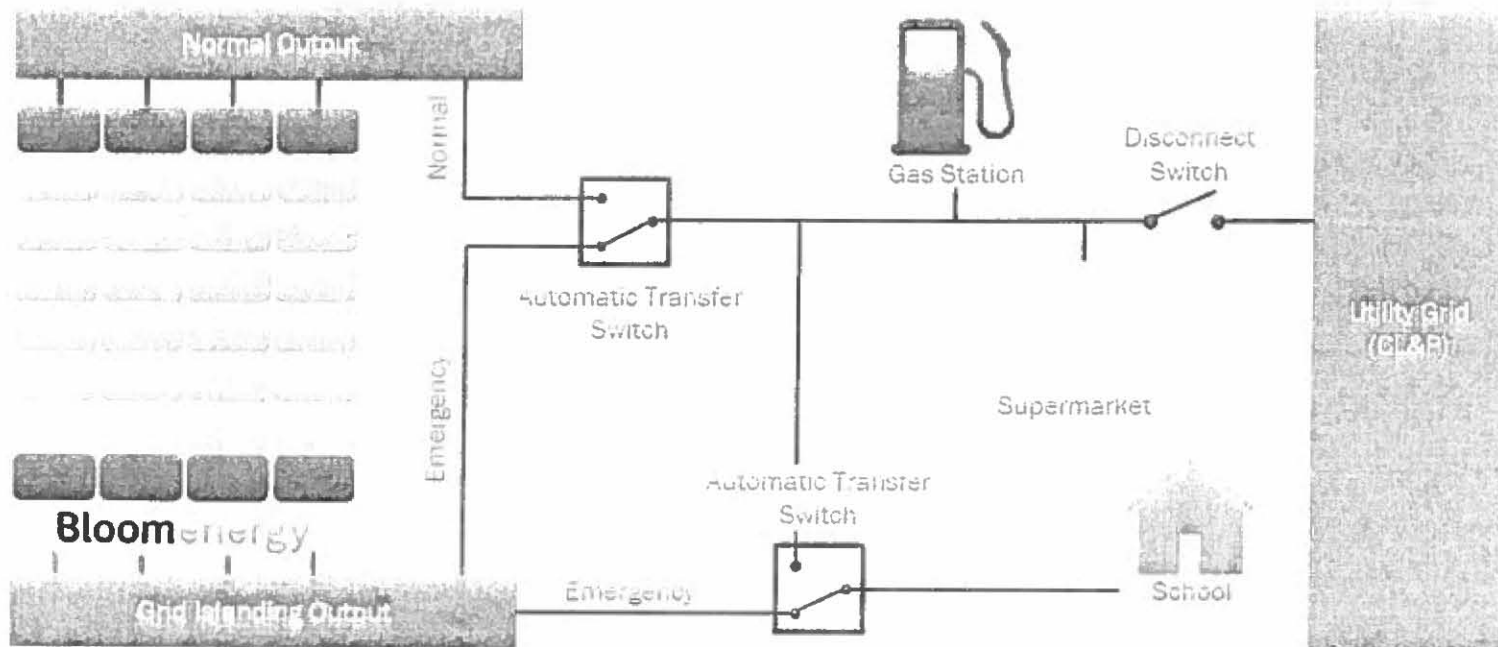 Normal Output
Normal
Gas Station
Disconnect
Switch
Automatic Transfer
Switch
Utility Grid
(CL&P)
Emergency
Supermarket
Automatic Transfer
Switch
Bloomenergy
Grid Islanding Output
Emergency
School